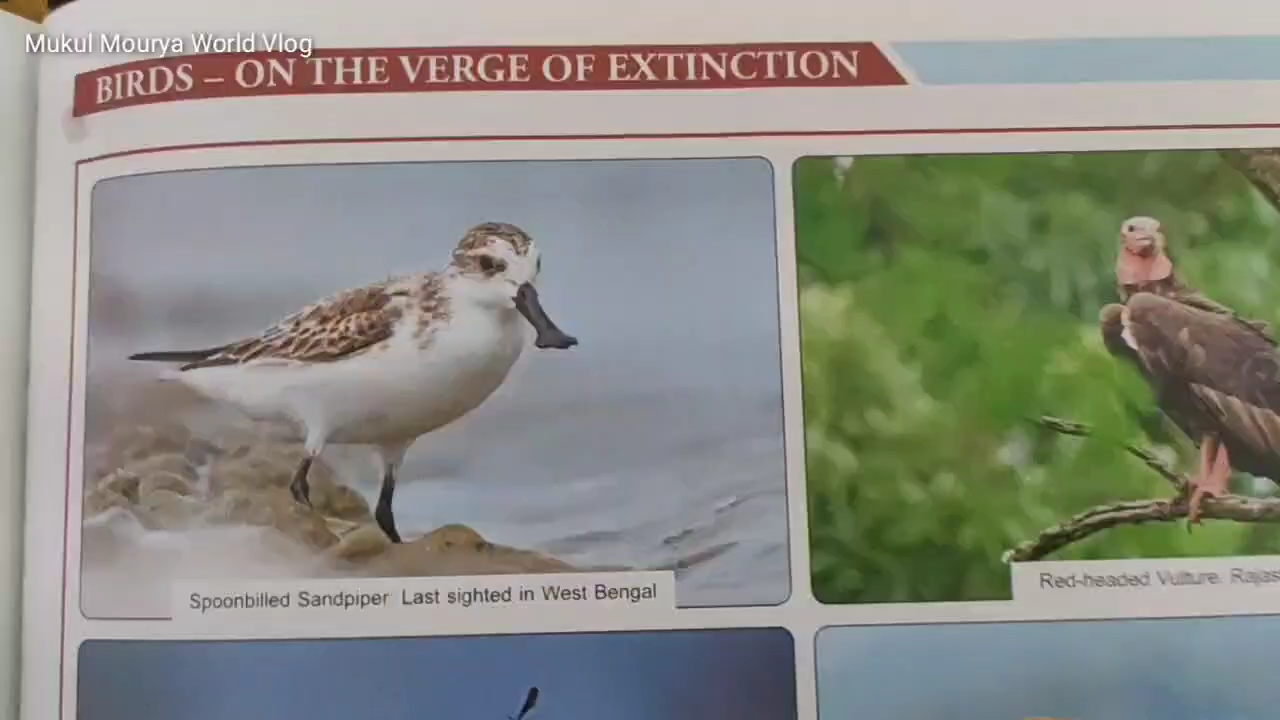 Mukul Mourya World Vlog
BIRDS – ON THE VERGE OF EXTINCTION
Spoonbilled Sandpiper Last sighted in West Bengal
Red-headed Vulture. Rajas